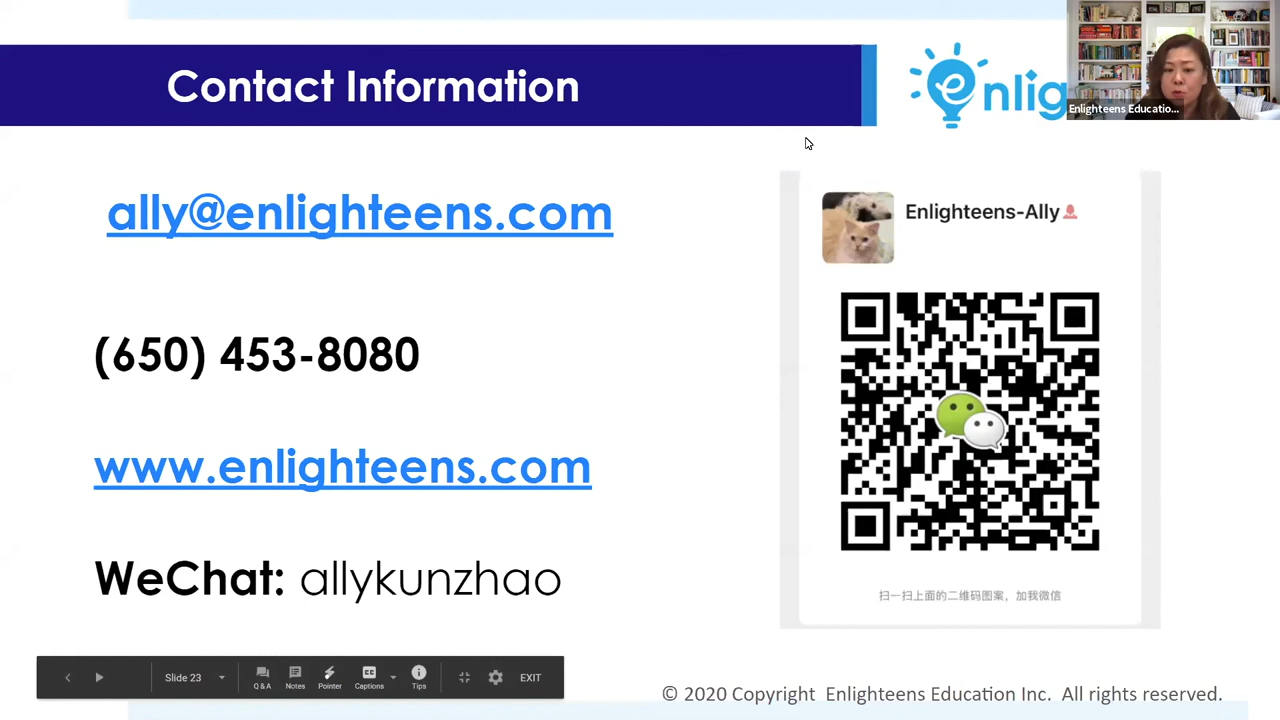 Contact Information
enlig
Enlighteens Educatio...
ally@enlighteens.com
Enlighteens-Ally
(650) 453-8080
www.enlighteens.com
WeChat: allykunzhao
扫一扫上面的二维码图案，加我微信
Slide 23
Q & A
Notes
Pointer
CC
Captions
Tips
EXIT
© 2020 Copyright Enlighteens Education Inc. All rights reserved.